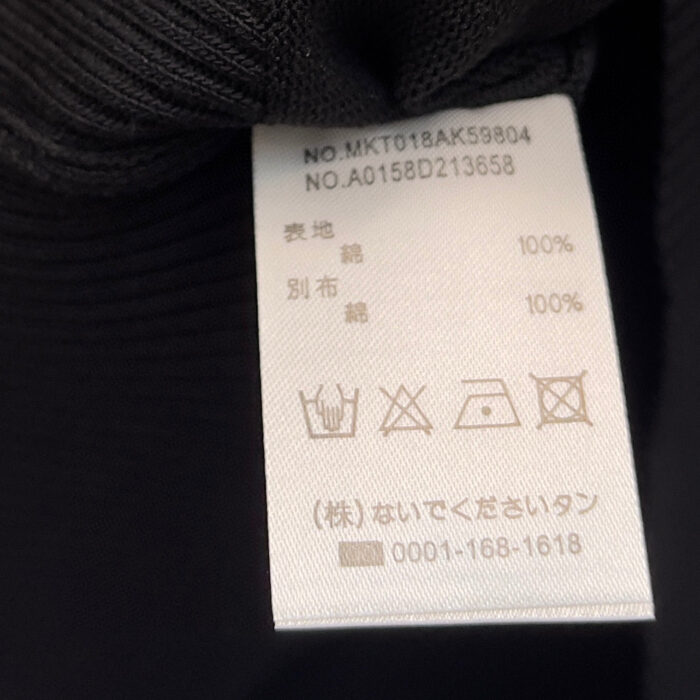 NO.MKT018AK59804
NO.A0158D213658
表地
綿 100%
別布
綿 100%
(株)ないでくださいタン
0001-168-1618